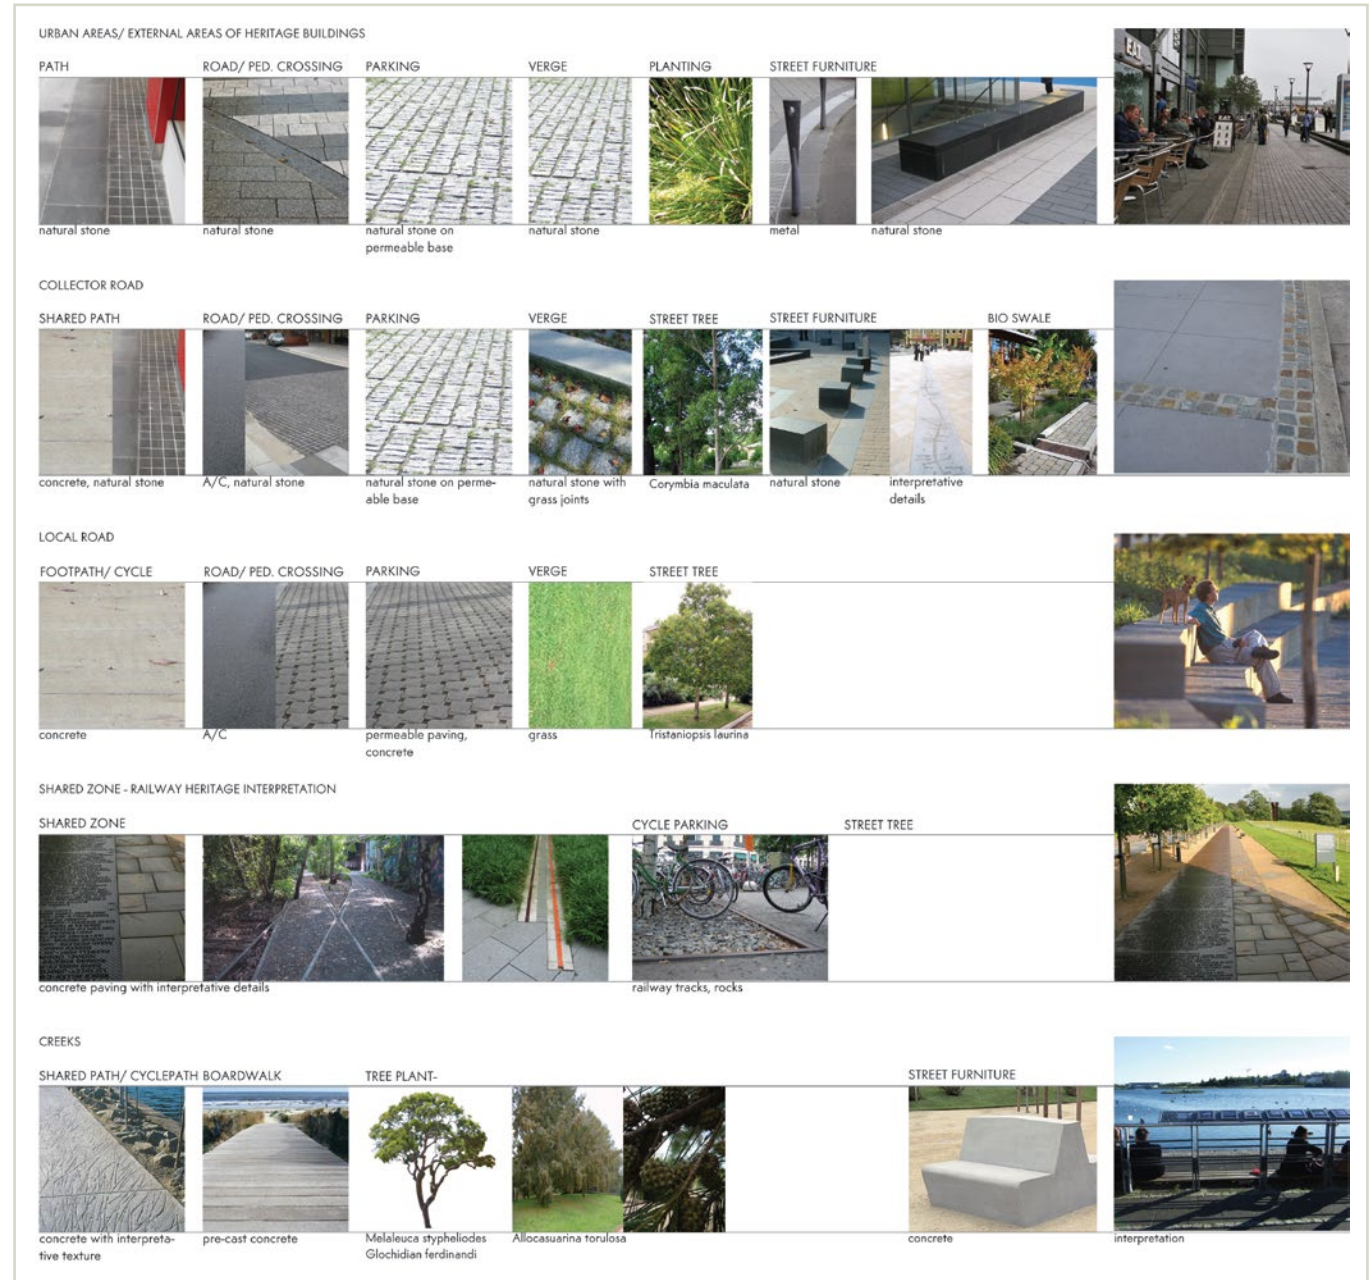 URBAN AREAS/ EXTERNAL AREAS OF HERITAGE BUILDINGS
PATH
ROAD/ PED. CROSSING
PARKING
VERGE
PLANTING
STREET FURNITURE
EAT
EAT
natural stone
natural stone
natural stone on
permeable base
natural stone
metal
natural stone
COLLECTOR ROAD
SHARED PATH
ROAD/ PED. CROSSING
PARKING
VERGE
STREET TREE
STREET FURNITURE
BIO SWALE
concrete, natural stone
A/C, natural stone
natural stone on perme-
able base
natural stone with
grass joints
Corymbia maculata
natural stone
interpretative
details
LOCAL ROAD
FOOTPATH/ CYCLE
ROAD/ PED. CROSSING
PARKING
VERGE
STREET TREE
concrete
A/C
permeable paving,
concrete
grass
Tristaniopsis laurina
SHARED ZONE - RAILWAY HERITAGE INTERPRETATION
SHARED ZONE
CYCLE PARKING
STREET TREE
concrete paving with interpretative details
railway tracks, rocks
CREEKS
SHARED PATH/ CYCLEPATH
BOARDWALK
TREE PLANT-
STREET FURNITURE
concrete with interpreta-
tive texture
pre-cast concrete
Melaleuca stypheliodes
Glochidian ferdinandi
Allocasuarina torulosa
concrete
interpretation